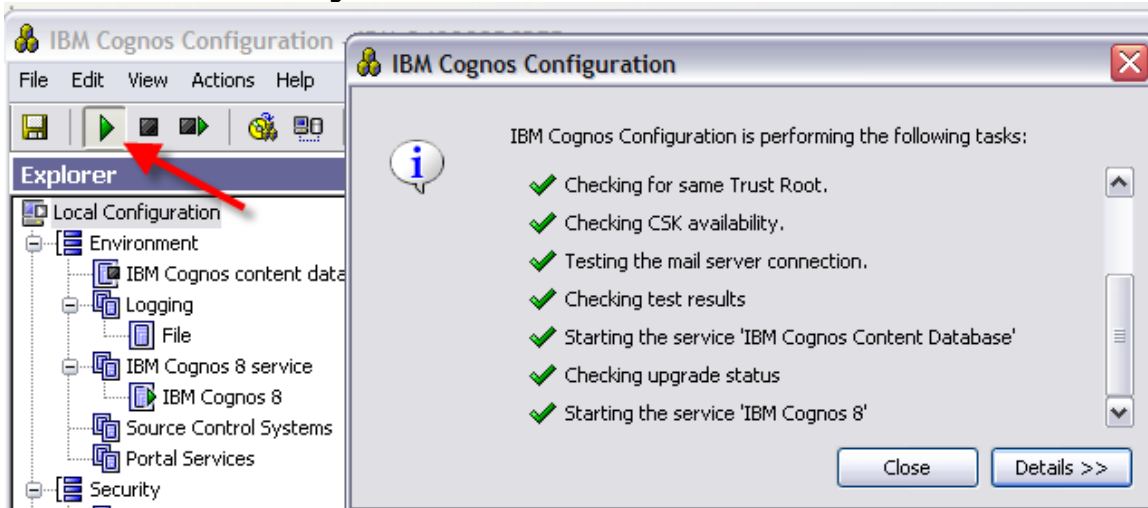 IBM Cognos Configuration
File Edit View Actions Help
Explorer
Local Configuration
Environment
IBM Cognos content data
Logging
File
IBM Cognos 8 service
IBM Cognos 8
Source Control Systems
Portal Services
Security
IBM Cognos Configuration
IBM Cognos Configuration is performing the following tasks:
Checking for same Trust Root.
Checking CSK availability.
Testing the mail server connection.
Checking test results
Starting the service 'IBM Cognos Content Database'
Checking upgrade status
Starting the service 'IBM Cognos 8'
Close Details >>